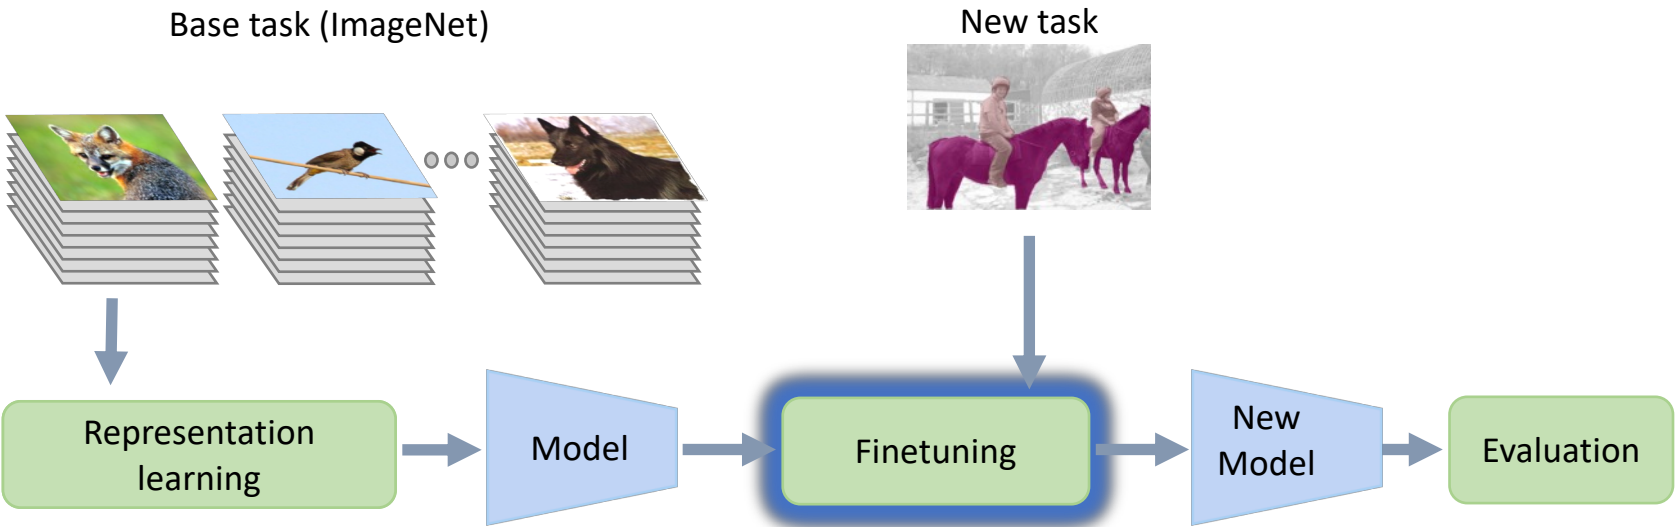 Base task (ImageNet)
New task
Representation
learning
Model
Finetuning
New
Model
Evaluation